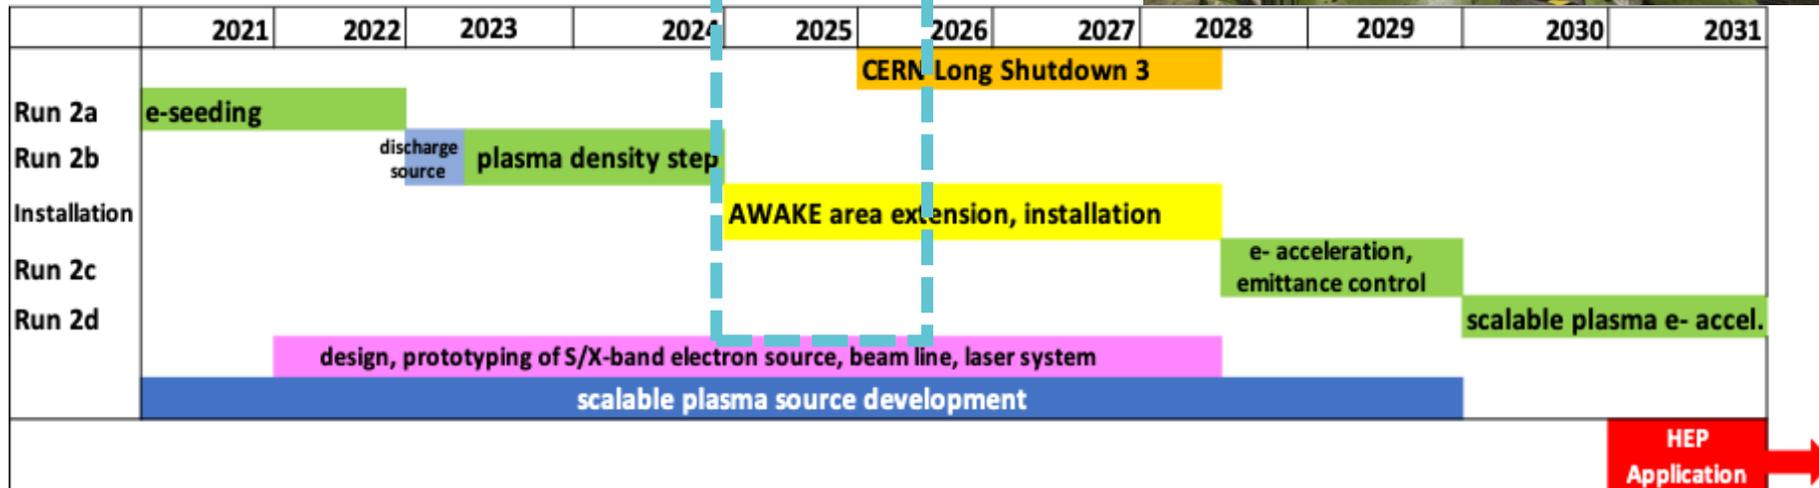 2021 2022 2023 2024 2025 2026 2027 2028 2029 2030 2031
CERN Long Shutdown 3
Run 2a e-seeding
Run 2b discharge source plasma density step
Installation AWAKE area extension, installation
Run 2c e- acceleration,
emittance control
Run 2d scalable plasma e- accel.
design, prototyping of S/X-band electron source, beam line, laser system
scalable plasma source development
HEP
Application